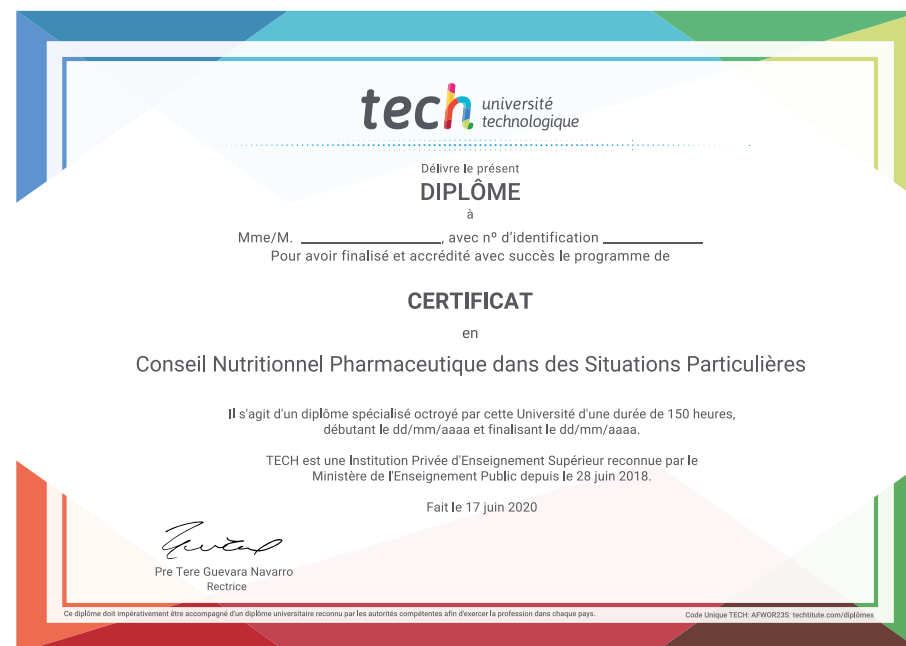 tech université
technologique
Délivre le présent
DIPLÔME
à
Mme/M. ____________________, avec nº d'identification ______________
Pour avoir finalisé et accrédité avec succès le programme de
CERTIFICAT
en
Conseil Nutritionnel Pharmaceutique dans des Situations Particulières
Il s'agit d'un diplôme spécialisé octroyé par cette Université d'une durée de 150 heures,
débutant le dd/mm/aaaa et finalisant le dd/mm/aaaa.
TECH est une Institution Privée d'Enseignement Supérieur reconnue par le
Ministère de l'Enseignement Public depuis le 28 juin 2018.
Fait le 17 juin 2020
Pre Tere Guevara Navarro
Rectrice
Ce diplôme doit impérativement être accompagné d'un diplôme universitaire reconnu par les autorités compétentes afin d'exercer la profession dans chaque pays.
Code Unique TECH: AFWOR23S techtitute.com/diplômes